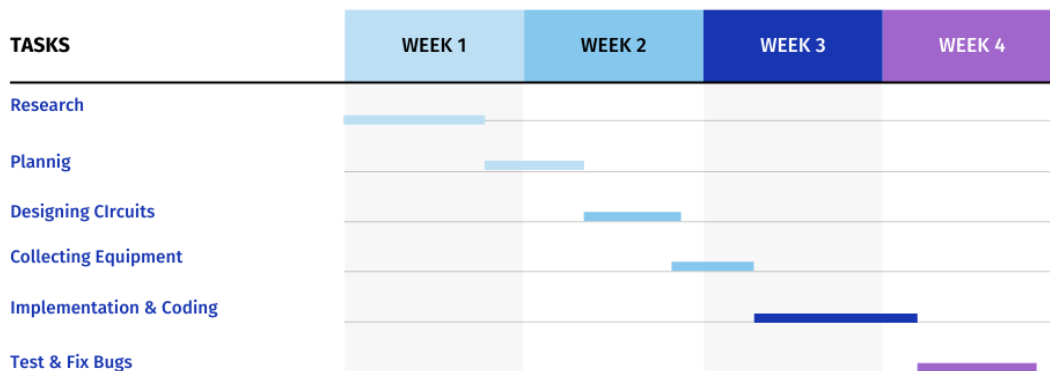 TASKS WEEK 1 WEEK 2 WEEK 3 WEEK 4
Research
Plannig
Designing CIrcuits
Collecting Equipment
Implementation & Coding
Test & Fix Bugs